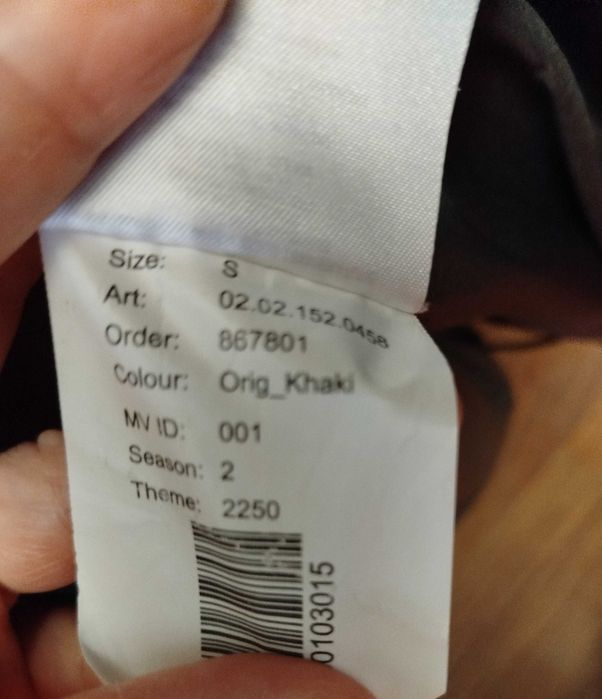 Size: S
Art: 02.02.152.0458
Order: 867801
Colour: Orig_Khaki
MV ID: 001
Season: 2
Theme: 2250
0103015